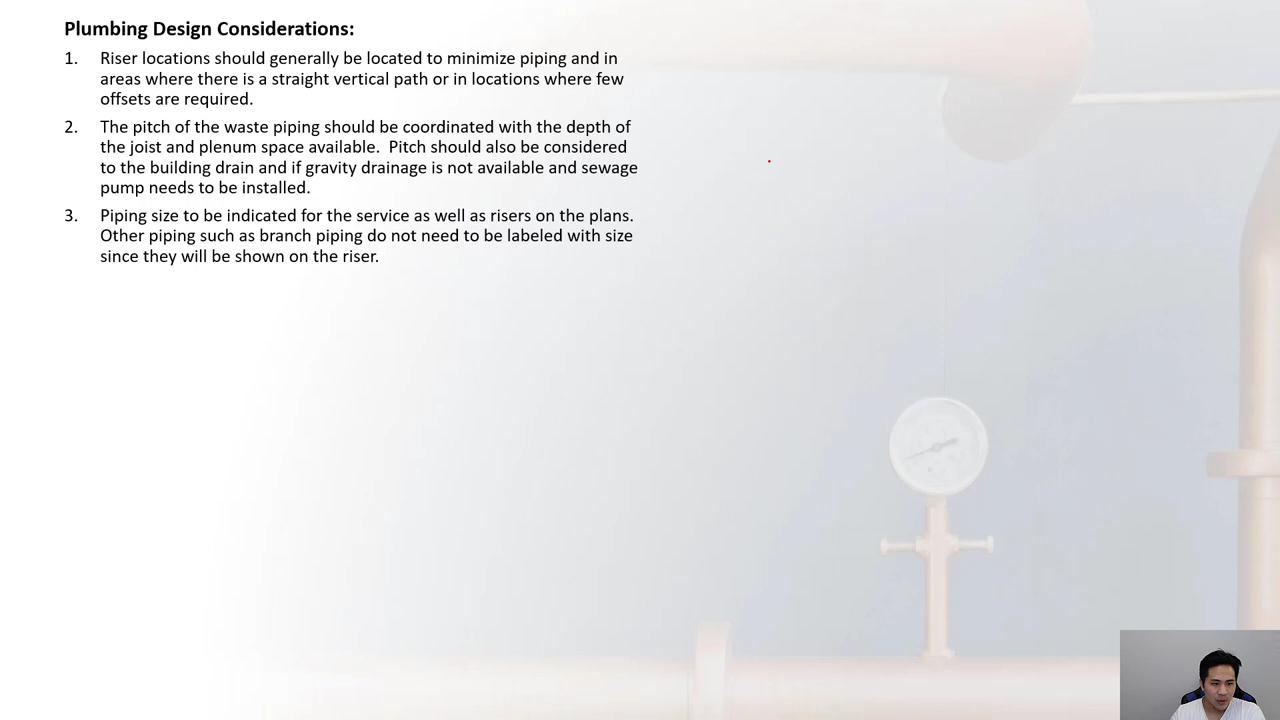 Plumbing Design Considerations:
1. Riser locations should generally be located to minimize piping and in
areas where there is a straight vertical path or in locations where few
offsets are required.
2. The pitch of the waste piping should be coordinated with the depth of
the joist and plenum space available.  Pitch should also be considered
to the building drain and if gravity drainage is not available and sewage
pump needs to be installed.
3. Piping size to be indicated for the service as well as risers on the plans.
Other piping such as branch piping do not need to be labeled with size
since they will be shown on the riser.